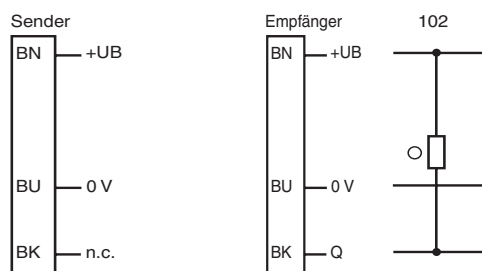 Sender
BN +UB
BU 0 V
BK n.c.
Empfänger
BN +UB
BU 0 V
BK Q
102